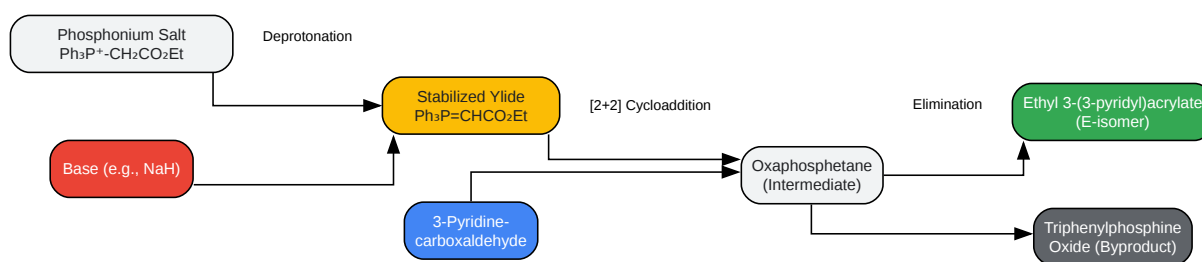 Phosphonium Salt
Ph₃P⁺-CH₂CO₂Et
Deprotonation
Base (e.g., NaH)
Stabilized Ylide
Ph₃P=CHCO₂Et
[2+2] Cycloaddition
3-Pyridine-
carboxaldehyde
Oxaphosphetane
(Intermediate)
Elimination
Ethyl 3-(3-pyridyl)acrylate
(E-isomer)
Triphenylphosphine
Oxide (Byproduct)